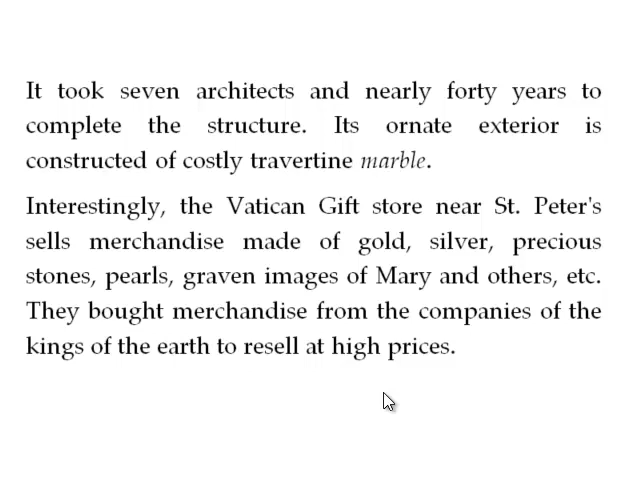 It took seven architects and nearly forty years to
complete the structure. Its ornate exterior is
constructed of costly travertine marble.
Interestingly, the Vatican Gift store near St. Peter's
sells merchandise made of gold, silver, precious
stones, pearls, graven images of Mary and others, etc.
They bought merchandise from the companies of the
kings of the earth to resell at high prices.